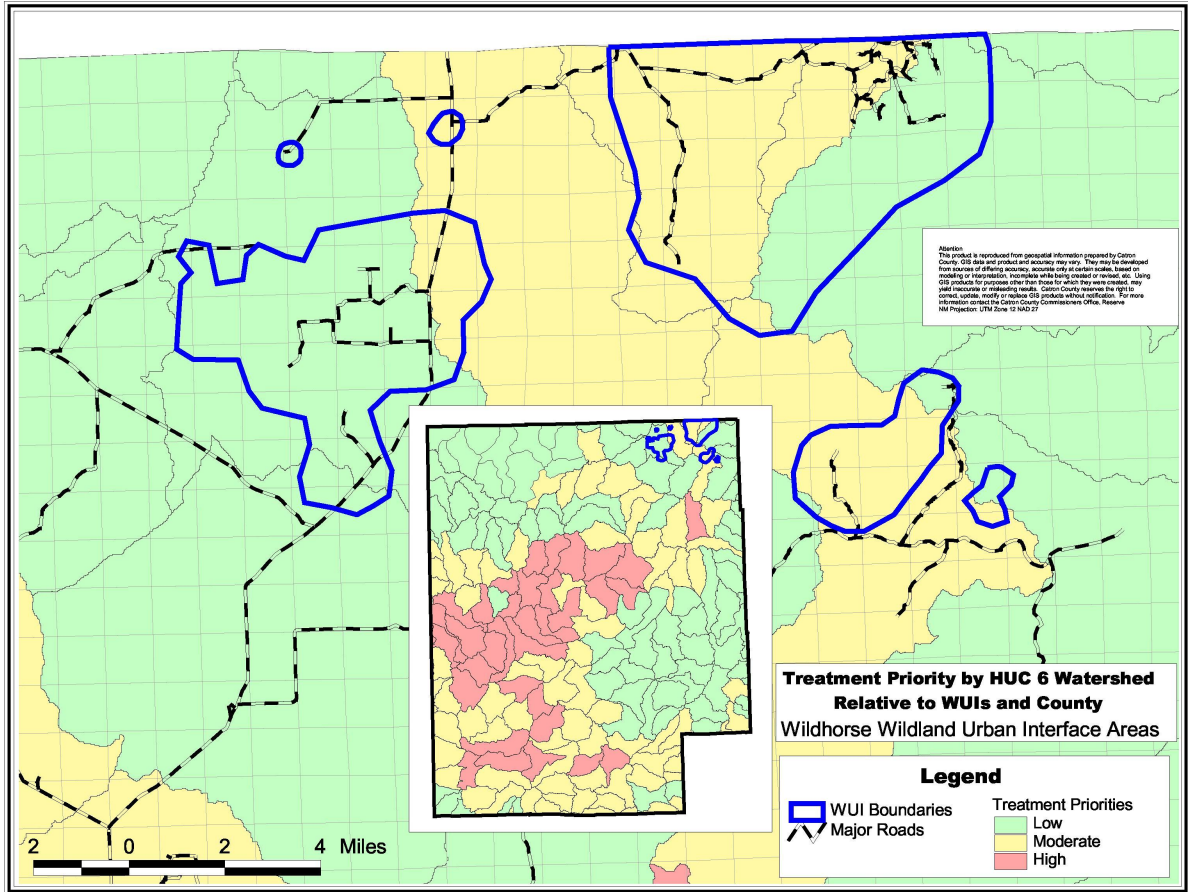 Attention
This product is reproduced from geospatial information prepared by Catron
County. GIS data and product and accuracy may vary. They may be developed
from sources of differing accuracy, accurate only at certain scales, based on
modeling or interpretation, incomplete while being created or revised, etc. Using
GIS products for purposes other than those for which they were created, may
yield inaccurate or misleading results. Catron County reserves the right to
correct, update, modify or replace GIS products without notification. For more
information contact the Catron County Commissioners Office, Reserve
NM Projection: UTM Zone 12 NAD 27
Treatment Priority by HUC 6 Watershed
Relative to WUIs and County
Wildhorse Wildland Urban Interface Areas
Legend
WUI Boundaries
Major Roads
Treatment Priorities
Low
Moderate
High
2 0 2 4 Miles